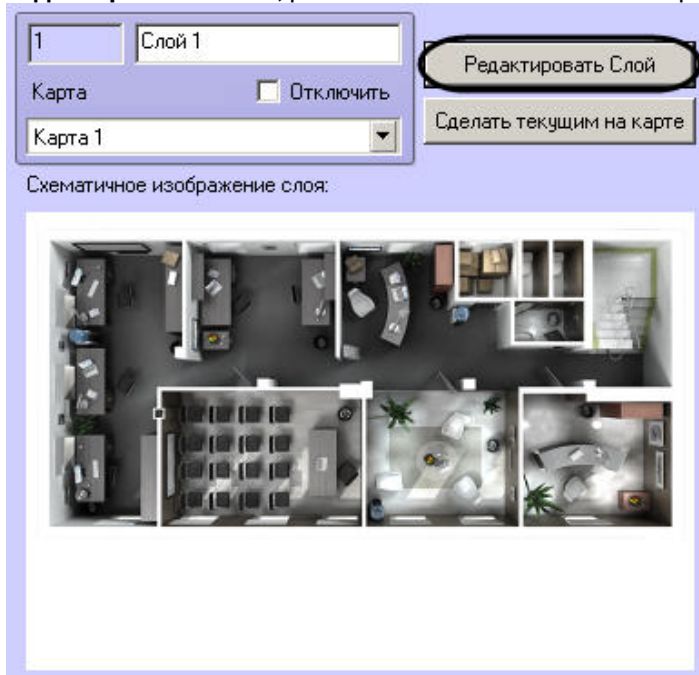 1
Слой 1
Редактировать Слой
Карта
Отключить
Сделать текущим на карте
Карта 1
Схематичное изображение слоя: